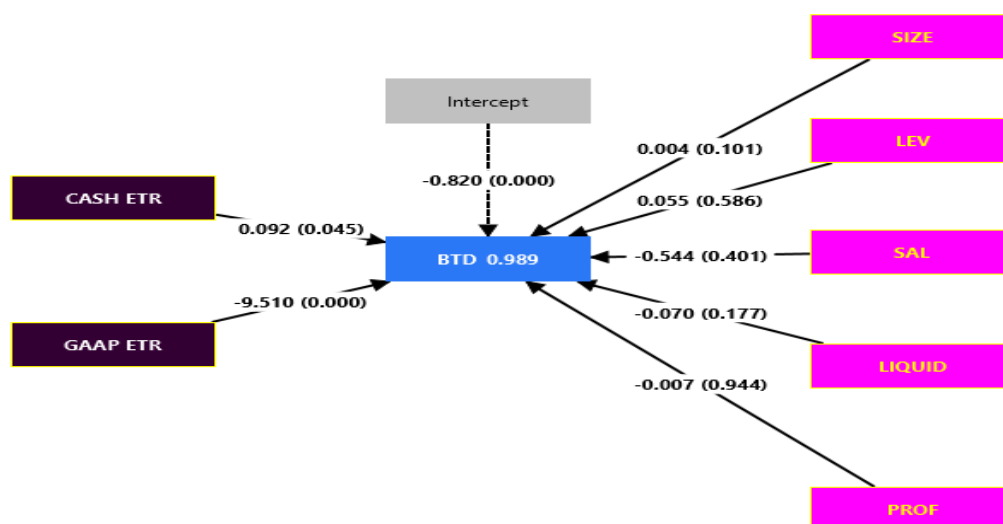 SIZE
Intercept
LEV
0.004 (0.101)
-0.820 (0.000)
CASH ETR
0.055 (0.586)
0.092 (0.045)
BTD 0.989
-0.544 (0.401)
SAL
-9.510 (0.000)
-0.070 (0.177)
GAAP ETR
LIQUID
-0.007 (0.944)
PROF